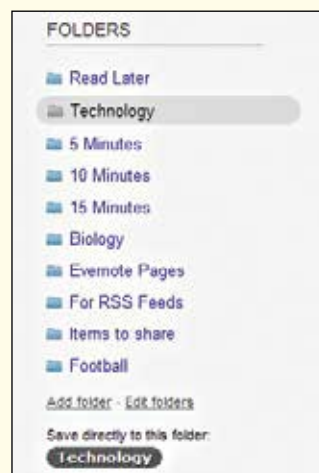 FOLDERS
Read Later
Technology
5 Minutes
10 Minutes
15 Minutes
Biology
Evernote Pages
For RSS Feeds
Items to share
Football
Add folder - Edit folders
Save directly to this folder:
Technology